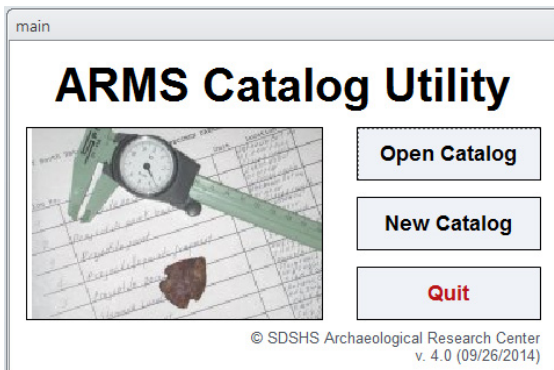 main
ARMS Catalog Utility
Open Catalog
New Catalog
Quit
© SDSHS Archaeological Research Center
v. 4.0 (09/26/2014)